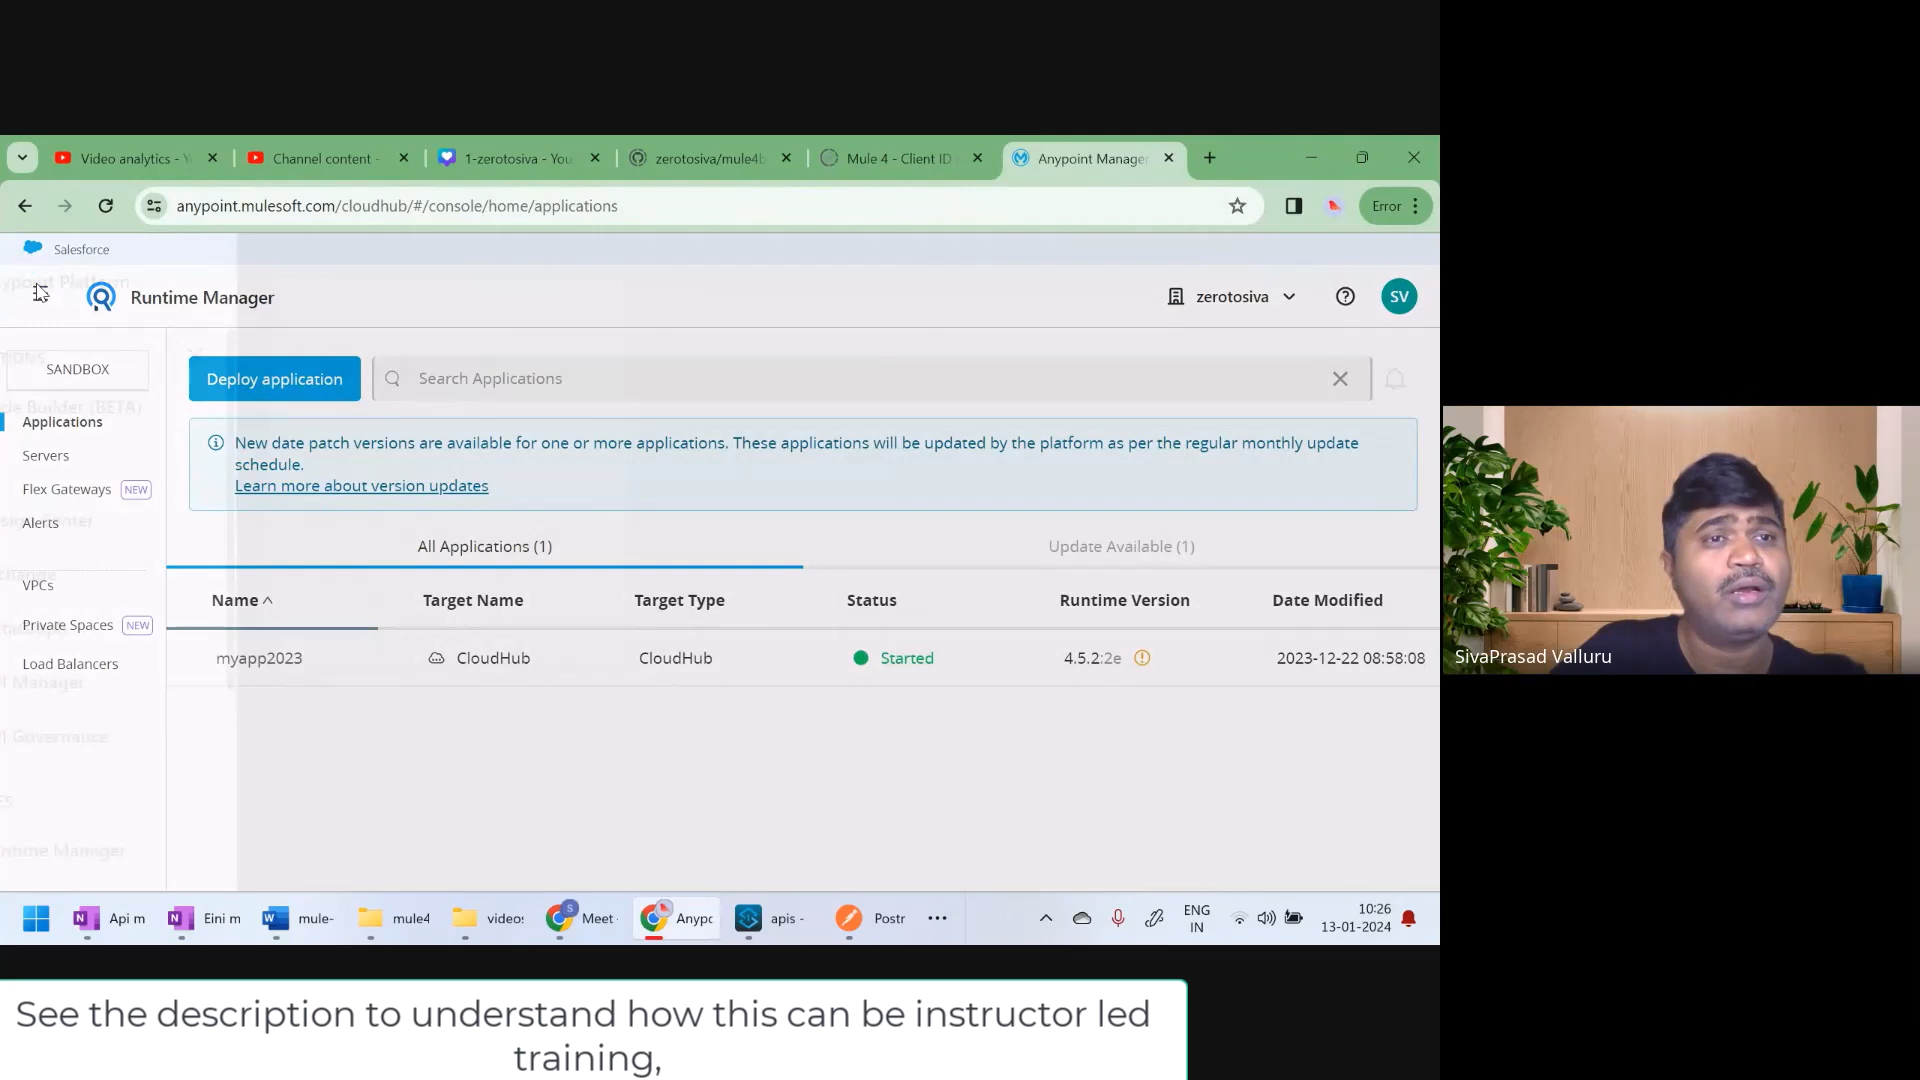 Video analytics - Y
Channel content -
1-zerotosiva - You
zerotosiva/mule4b
Mule 4 - Client ID
Anypoint Manager
anypoint.mulesoft.com/cloudhub/#/console/home/applications
Error
Salesforce
Runtime Manager
zerotosiva
SV
SANDBOX
Applications
Servers
Flex Gateways NEW
Alerts
VPCs
Private Spaces NEW
Load Balancers
Deploy application
Search Applications
New date patch versions are available for one or more applications. These applications will be updated by the platform as per the regular monthly update
schedule.
Learn more about version updates
All Applications (1)
Update Available (1)
Name Target Name Target Type Status Runtime Version Date Modified
myapp2023 CloudHub CloudHub Started 4.5.2:2e 2023-12-22 08:58:08
SivaPrasad Valluru
Api m
Eini m
mule-
mule4
videos
Meet
Anypo
apis -
Postr
ENG
IN
10:26
13-01-2024
See the description to understand how this can be instructor led
training,